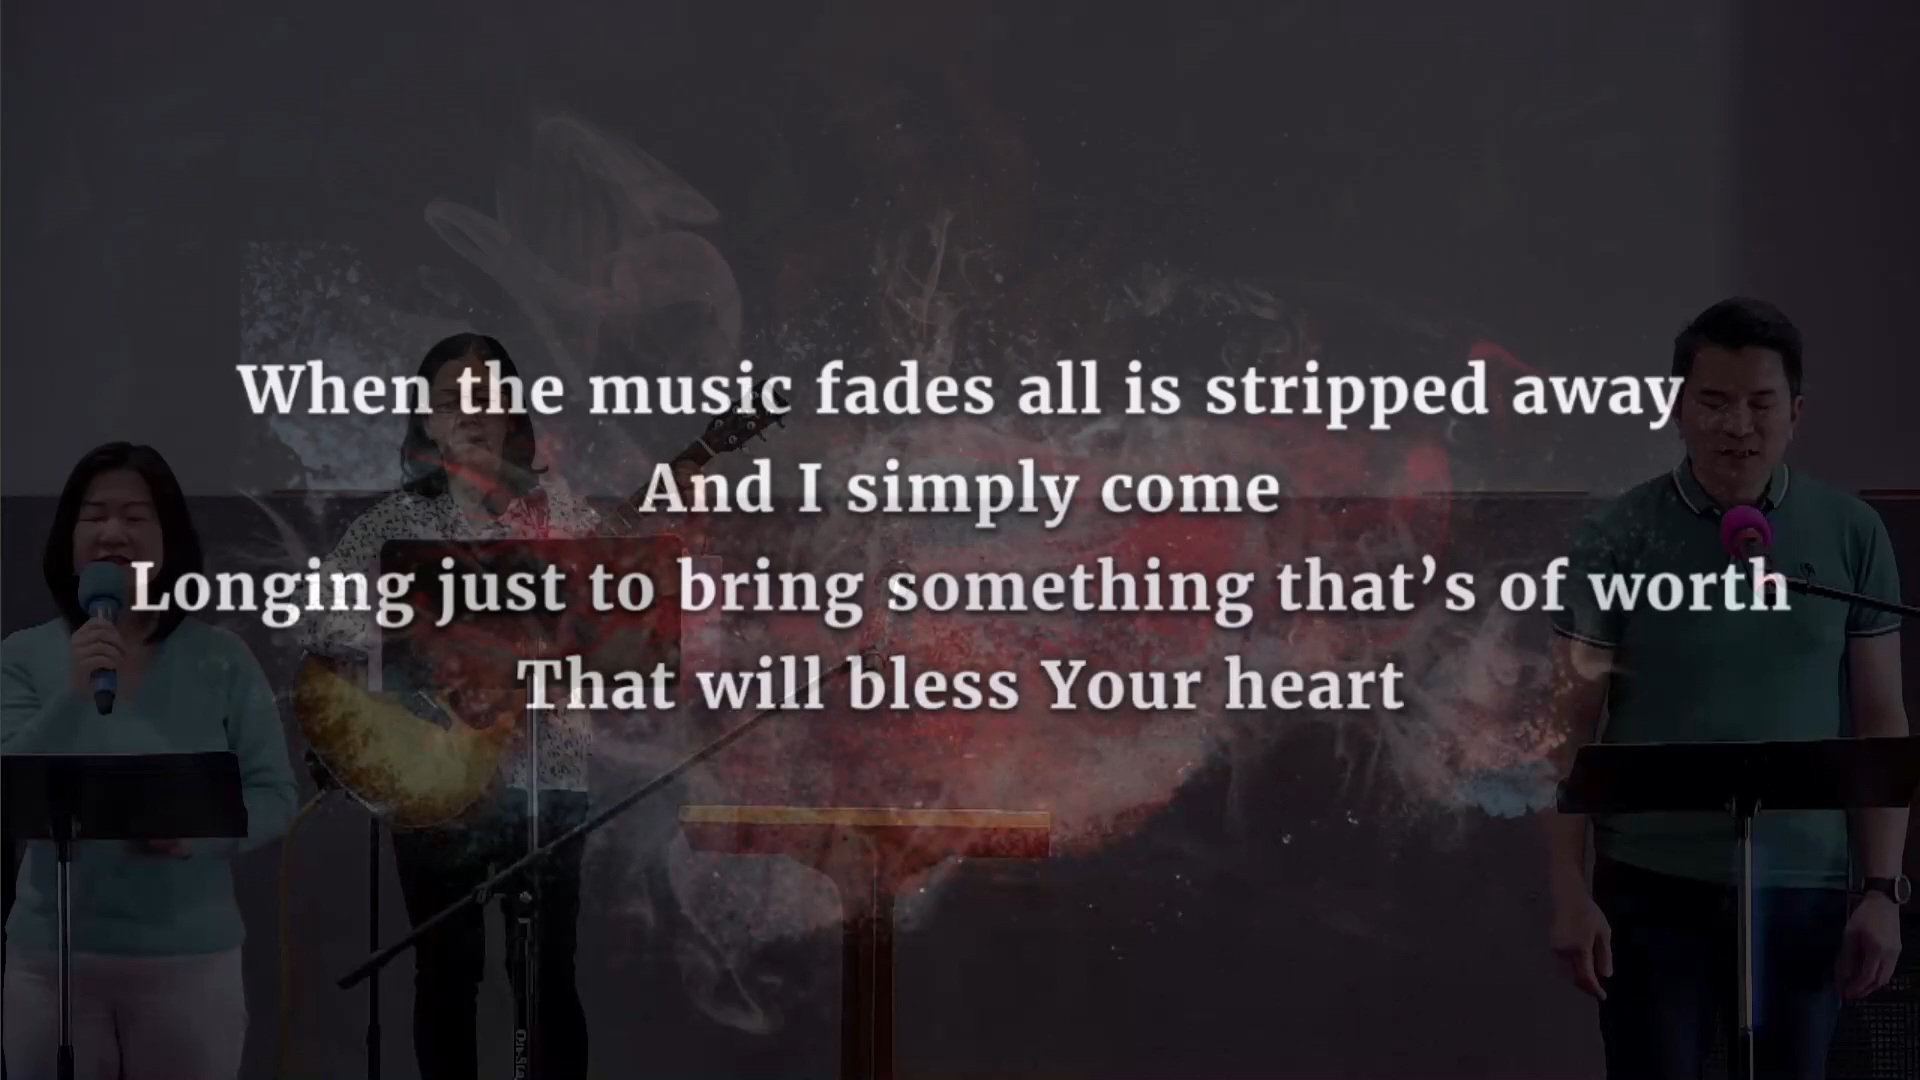 When the music fades all is stripped away
And I simply come
Longing just to bring something that’s of worth
That will bless Your heart